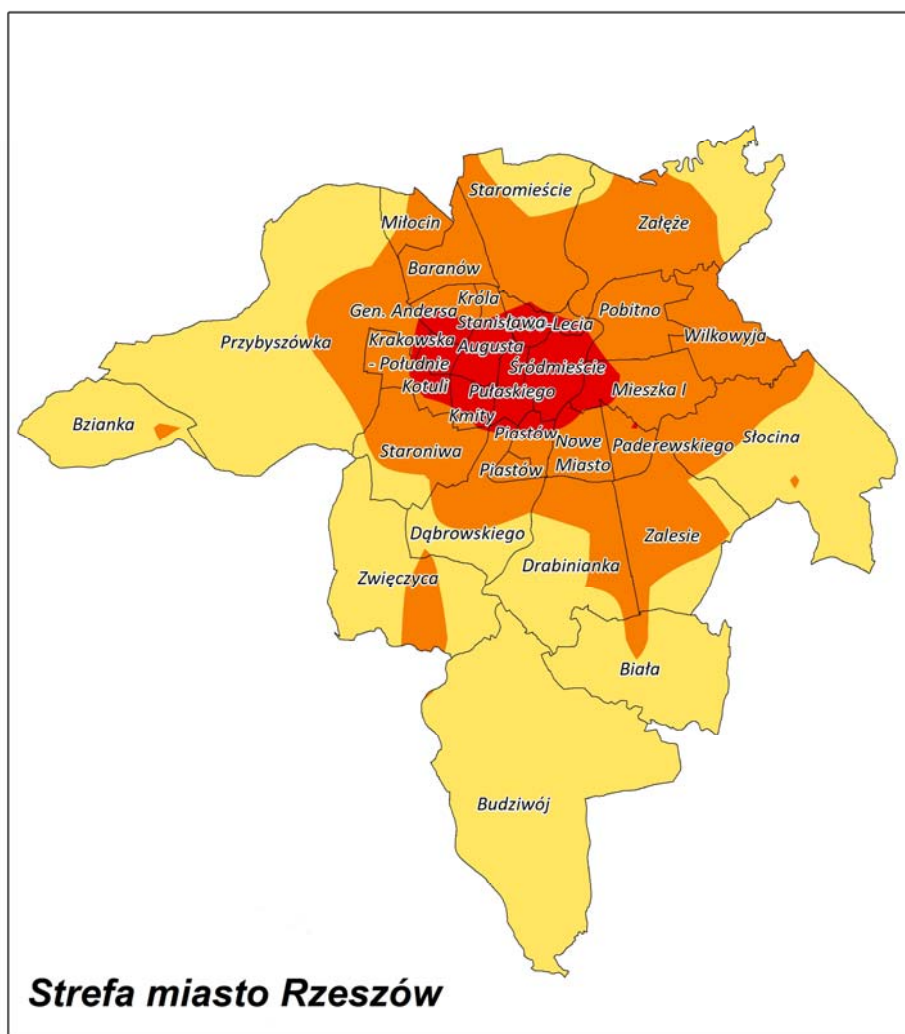 Staromieście
Miłocin
Załęże
Baranów
Gen. Andersa
Króla
Stanisława
-Lecia
Augusta
Pobitno
Wilkowyja
Przybyszówka
Krakowska
- Południe
Śródmieście
Kotuli
Pułaskiego
Mieszka I
Kmity
Bzianka
Piastów
Nowe
Miasto
Paderewskiego
Słocina
Staroniwa
Piastów
Dąbrowskiego
Zalesie
Drabinianka
Zwięczyca
Biała
Budziwój
Strefa miasto Rzeszów